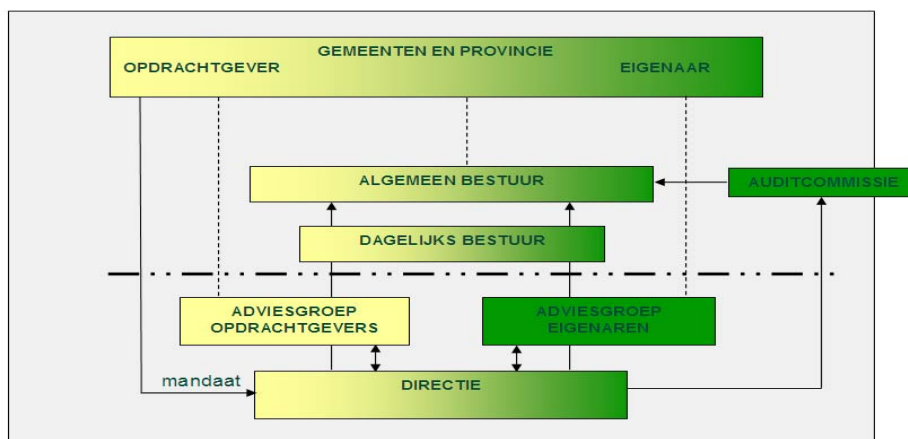 GEMEENTEN EN PROVINCIE
OPDRACHTGEVER
EIGENAAR
ALGEMEEN BESTUUR
AUDITCOMMISSIE
DAGELIJKS BESTUUR
ADVIESGROEP
OPDRACHTGEVERS
ADVIESGROEP
EIGENAREN
mandaat
DIRECTIE